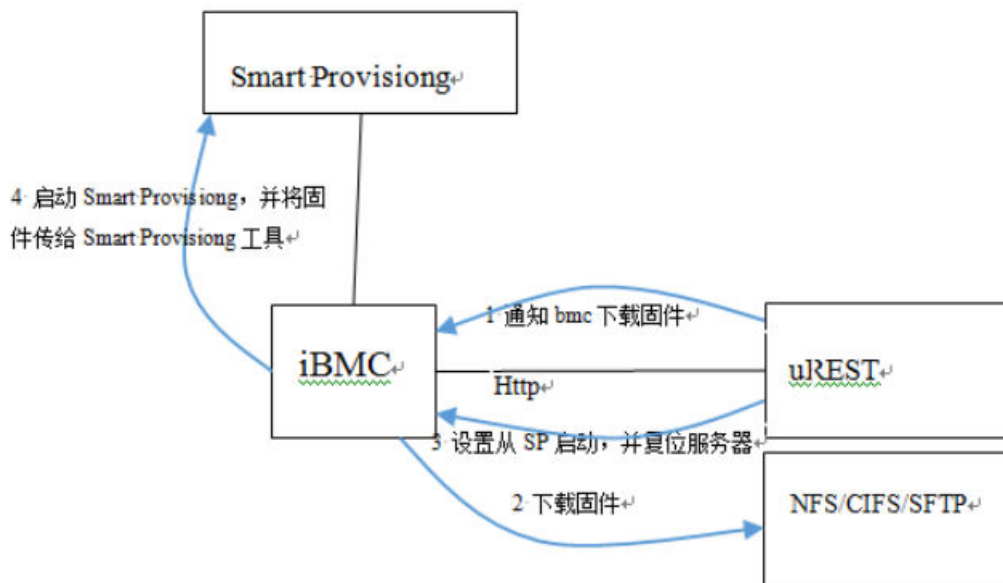 Smart Provisiong
4 启动 Smart Provisiong，并将固
件传给 Smart Provisiong 工具
1 通知 bmc 下载固件
iBMC
uREST
Http
3 设置从 SP 启动，并复位服务器
2 下载固件
NFS/CIFS/SFTP